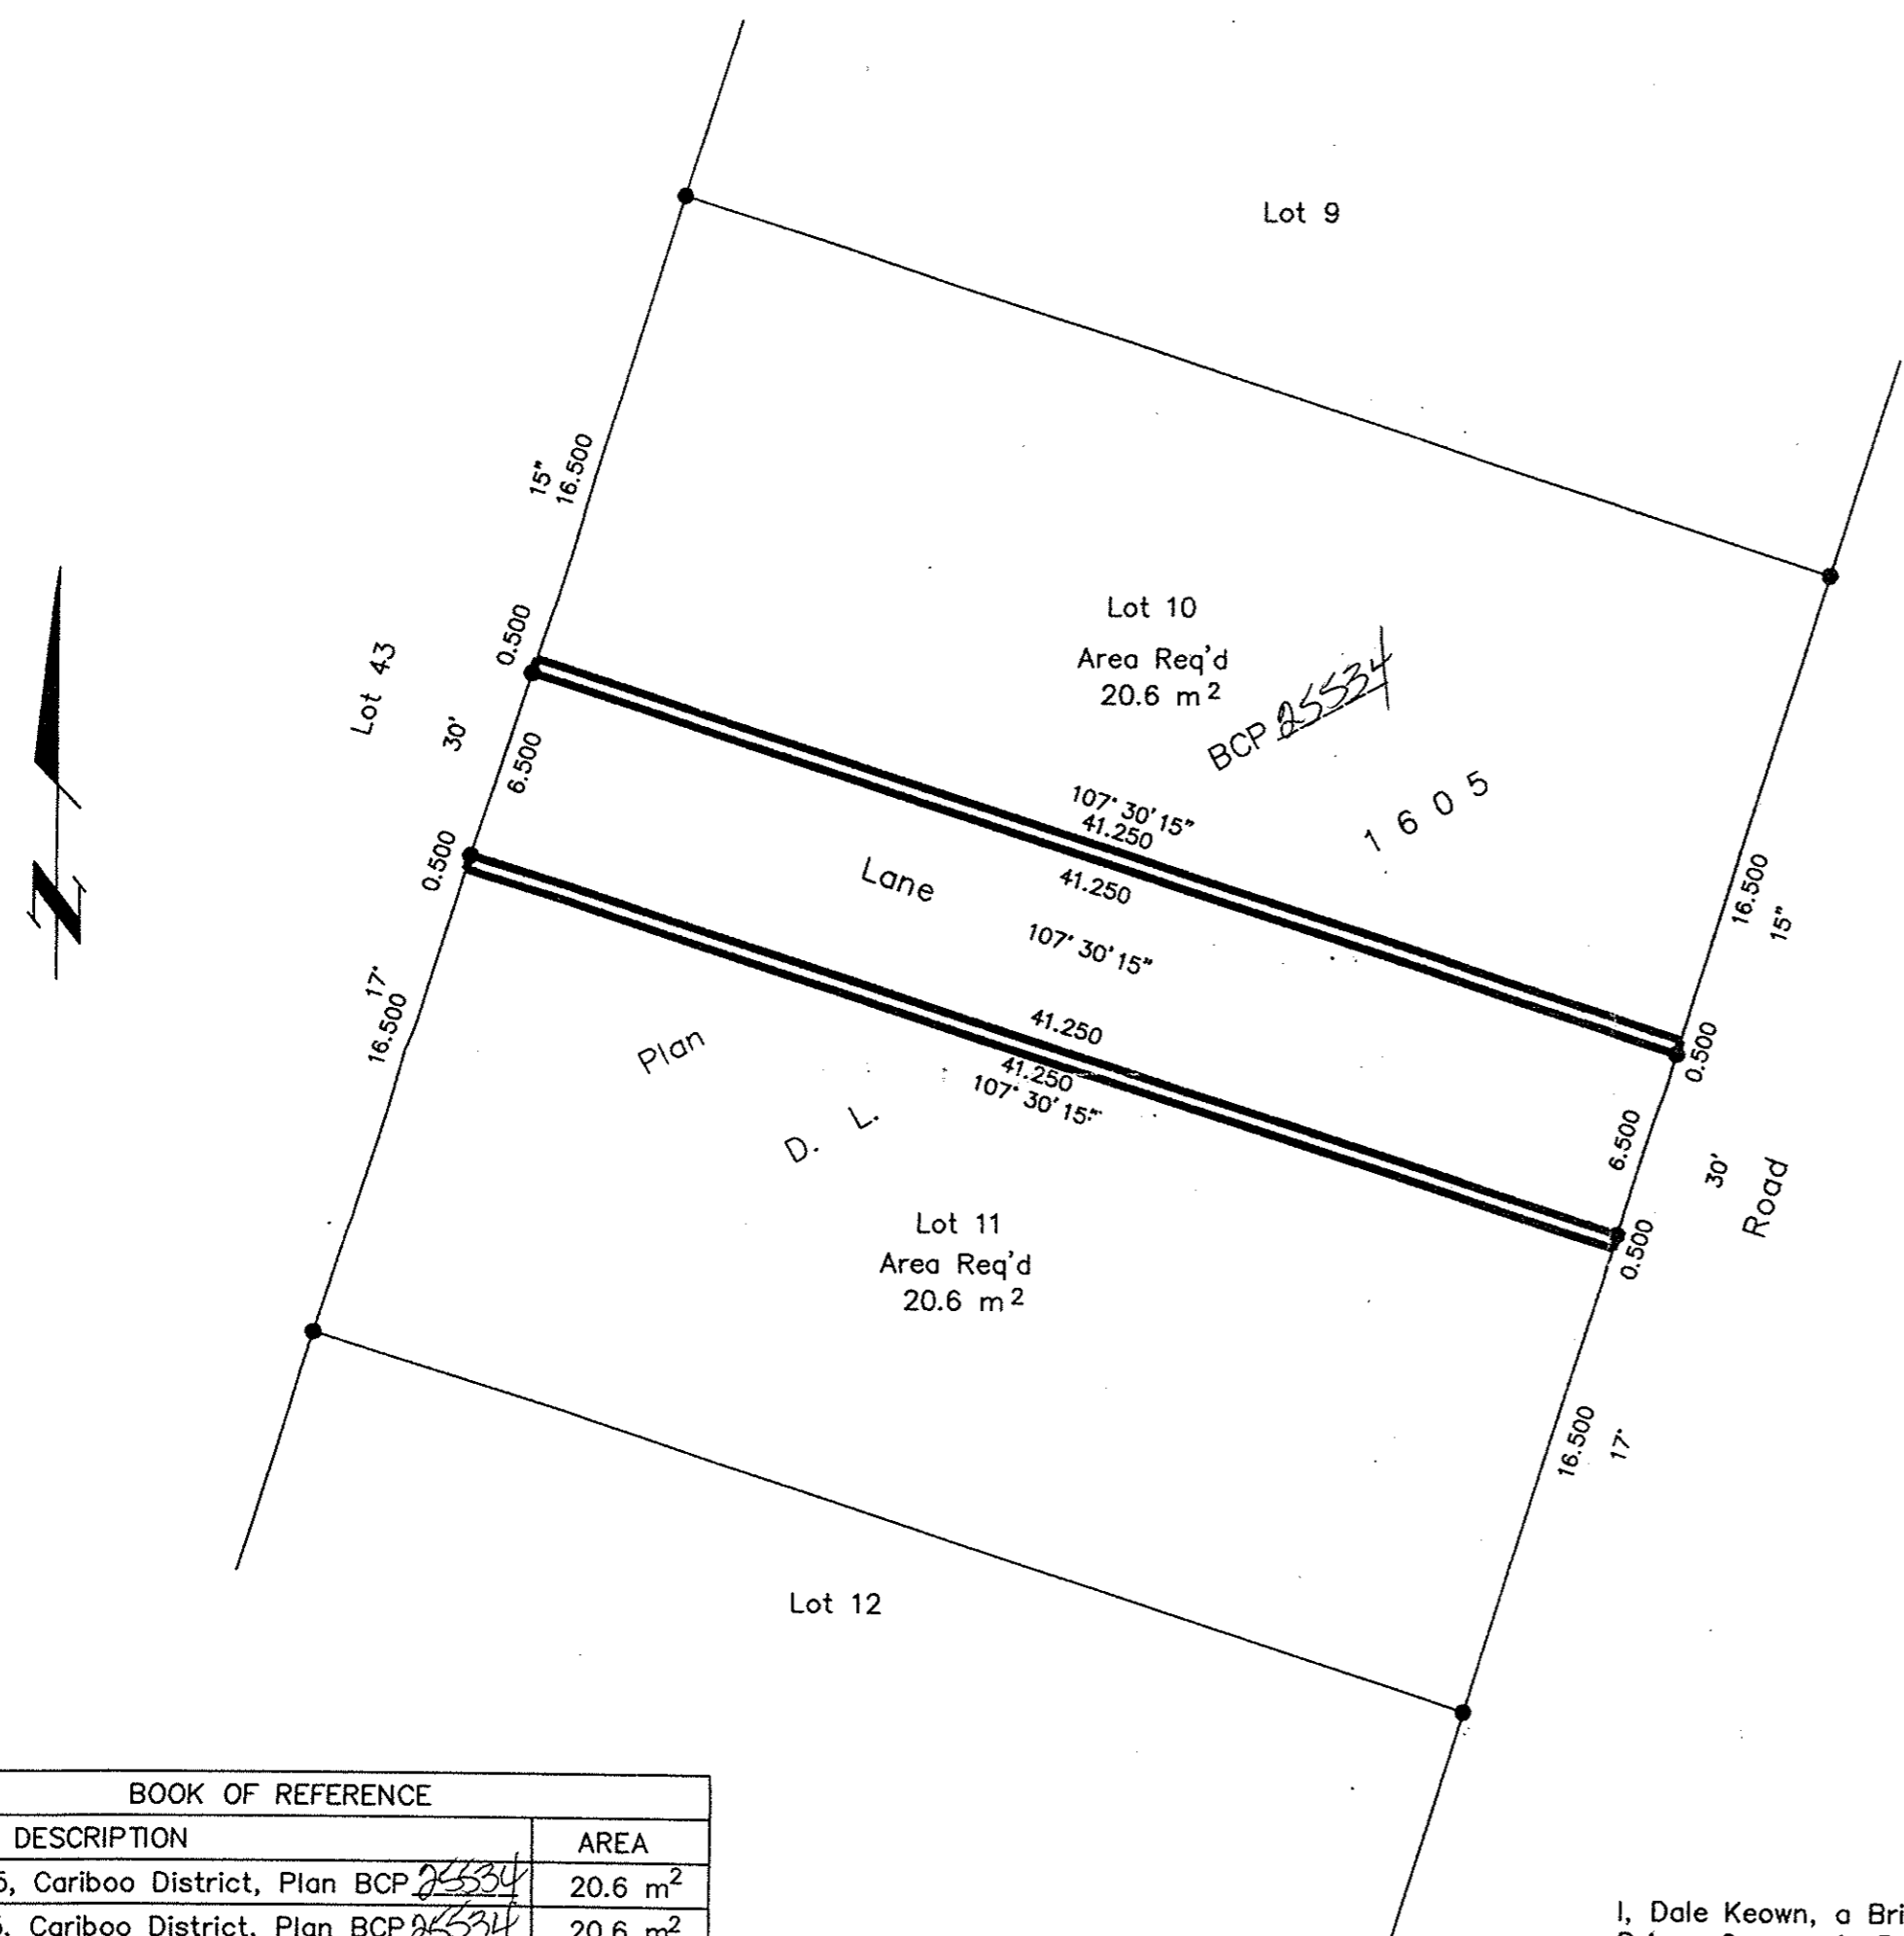 Lot 9
15" 16.500
0.500
Lot 43
30'
6.500
0.500
17°
16.500
N
Lot 10
Area Req'd
20.6 m²
BCP 25534
1 6 0 5
107° 30' 15"
41.250
41.250
Lane
107° 30' 15"
41.250
41.250
107° 30' 15"
Plan
D. L.
16.500
15"
0.500
6.500
30'
Road
0.500
16.500
17°
Lot 11
Area Req'd
20.6 m²
Lot 12
BOOK OF REFERENCE
DESCRIPTION AREA
5, Cariboo District, Plan BCP 25534 20.6 m²
5, Cariboo District, Plan BCP 25534 20.6 m²
I, Dale Keown, a Bri